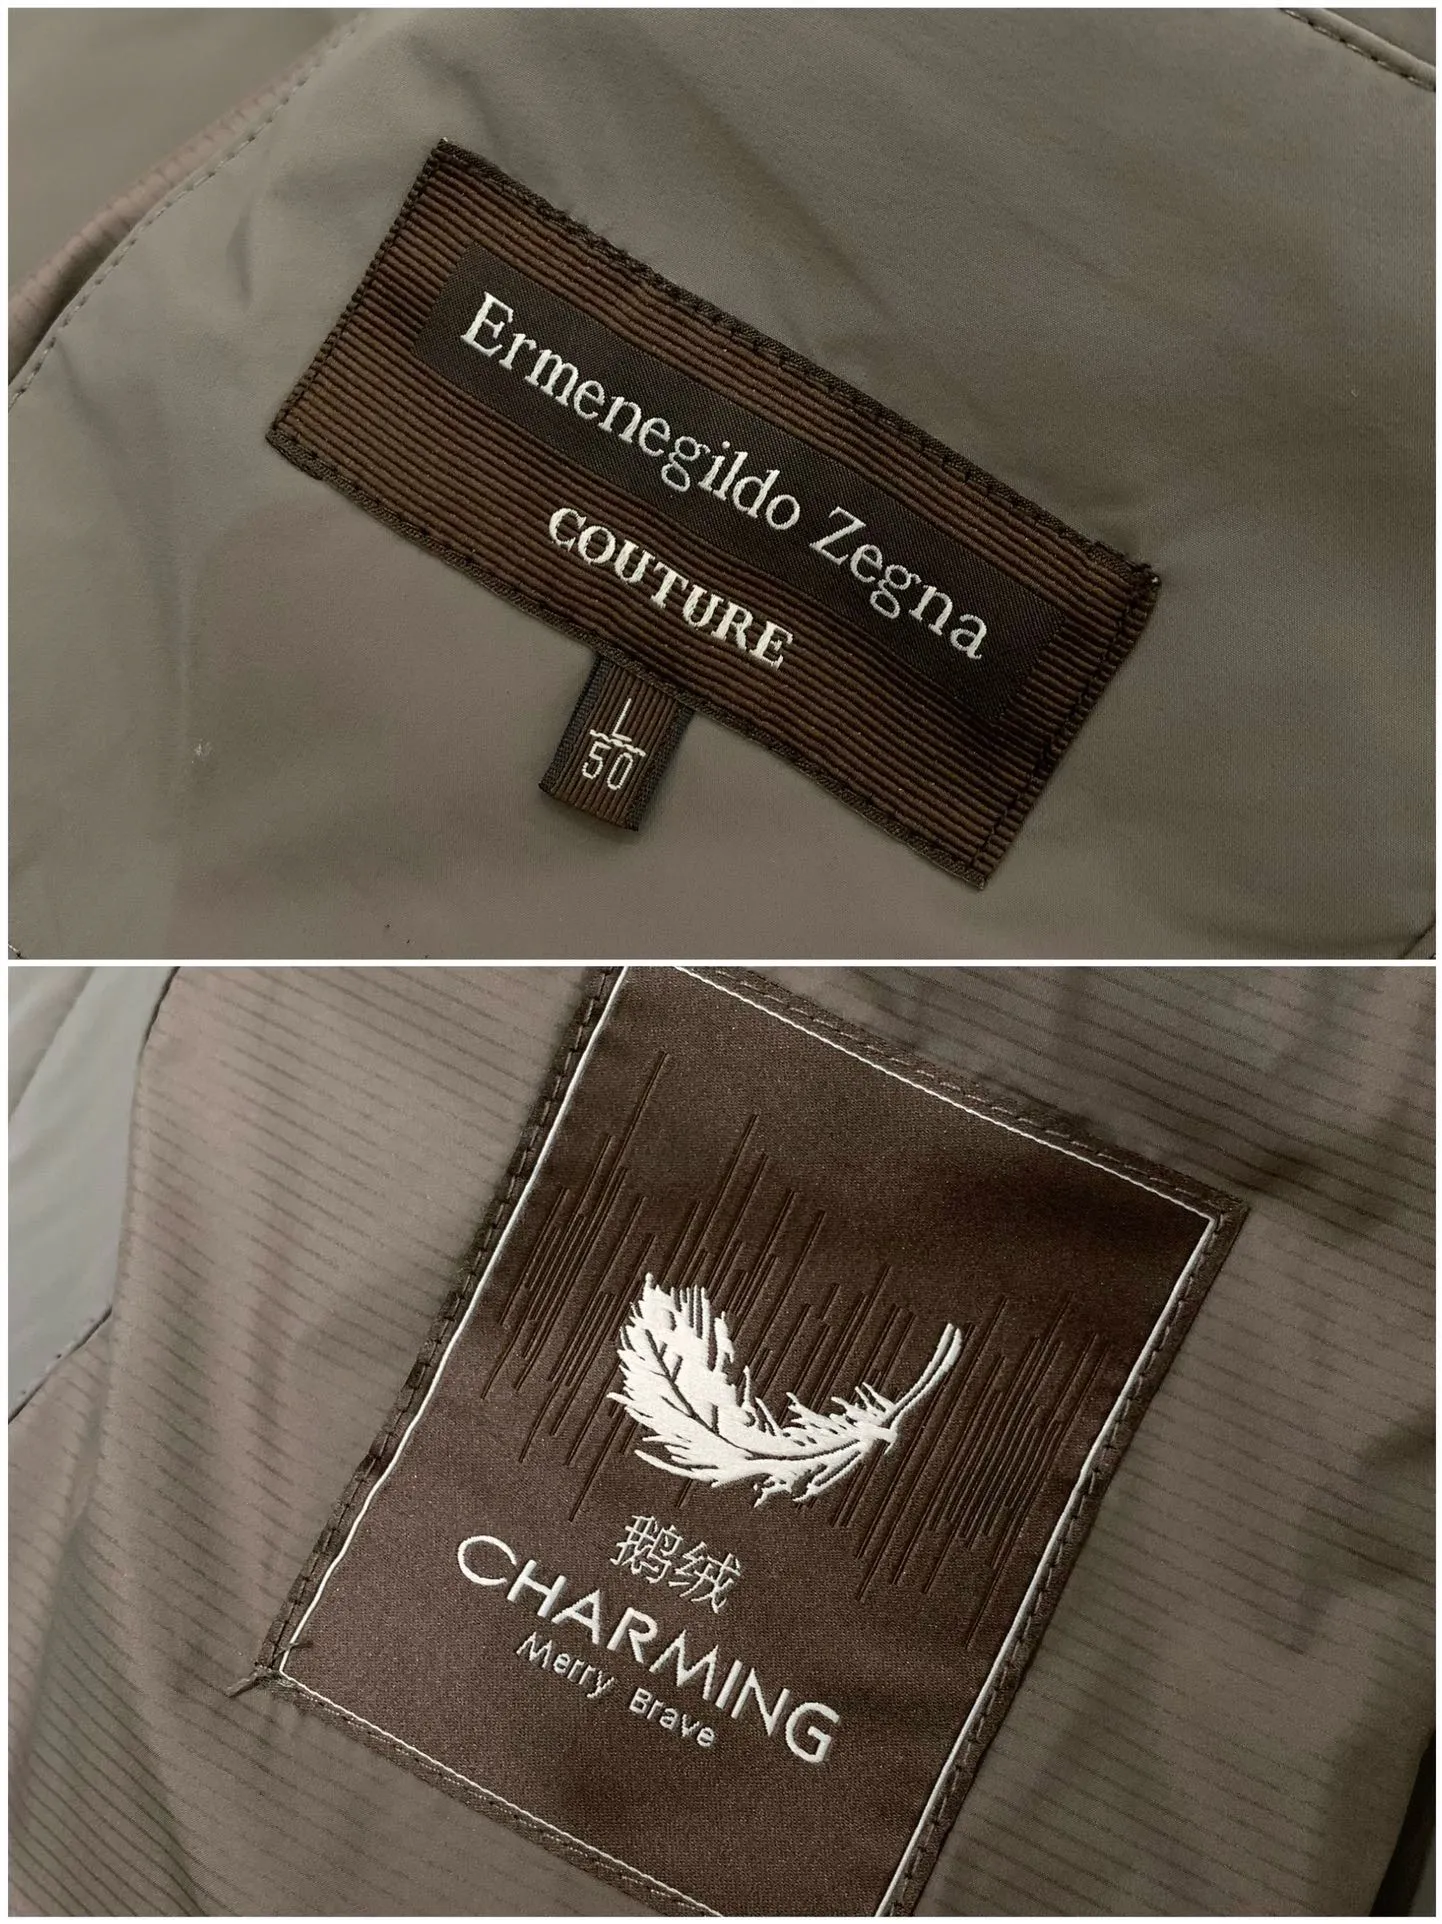 Ermenegildo Zegna
COUTURE
L
50
鹅绒
CHARMING
Merry Brave